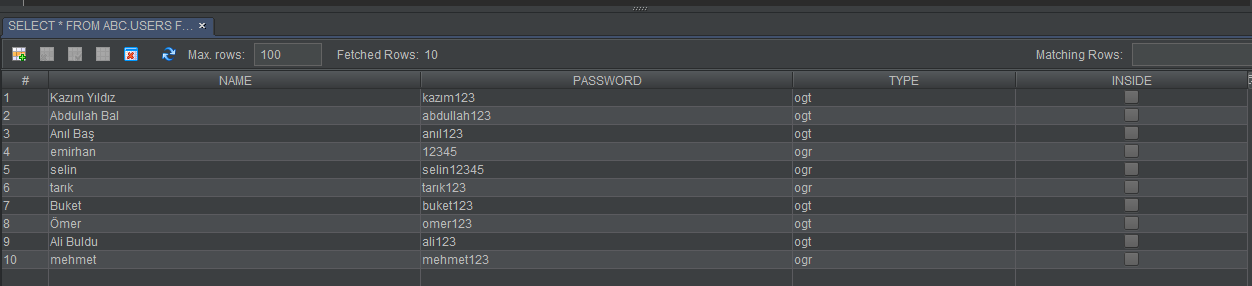 SELECT * FROM ABC.USERS F... ×
Max. rows: 100 Fetched Rows: 10 Matching Rows:
# NAME PASSWORD TYPE INSIDE
1 Kazım Yıldız kazım123 ogt
2 Abdullah Bal abdullah123 ogt
3 Anıl Baş anıl123 ogt
4 emirhan 12345 ogr
5 selin selin12345 ogr
6 tarık tarık123 ogr
7 Buket buket123 ogt
8 Ömer omer123 ogt
9 Ali Buldu ali123 ogt
10 mehmet mehmet123 ogr